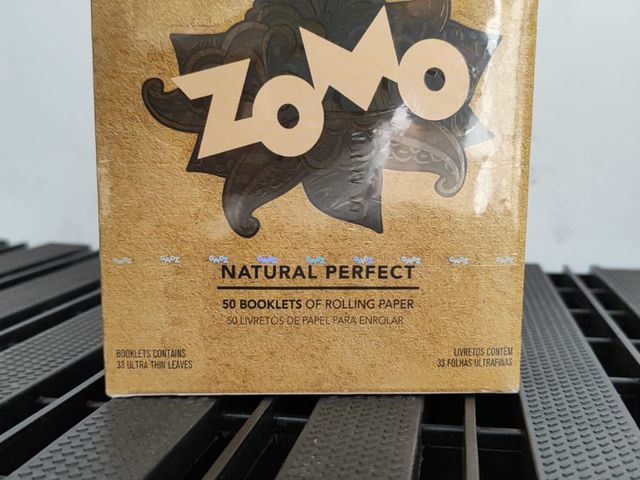 ZOMO
NATURAL PERFECT
50 BOOKLETS OF ROLLING PAPER
50 LIVRETOS DE PAPEL PARA ENROLAR
BOOKLETS CONTAINS
33 ULTRA THIN LEAVES
LIVRETOS CONTÉM
33 FOLHAS ULTRAFINAS